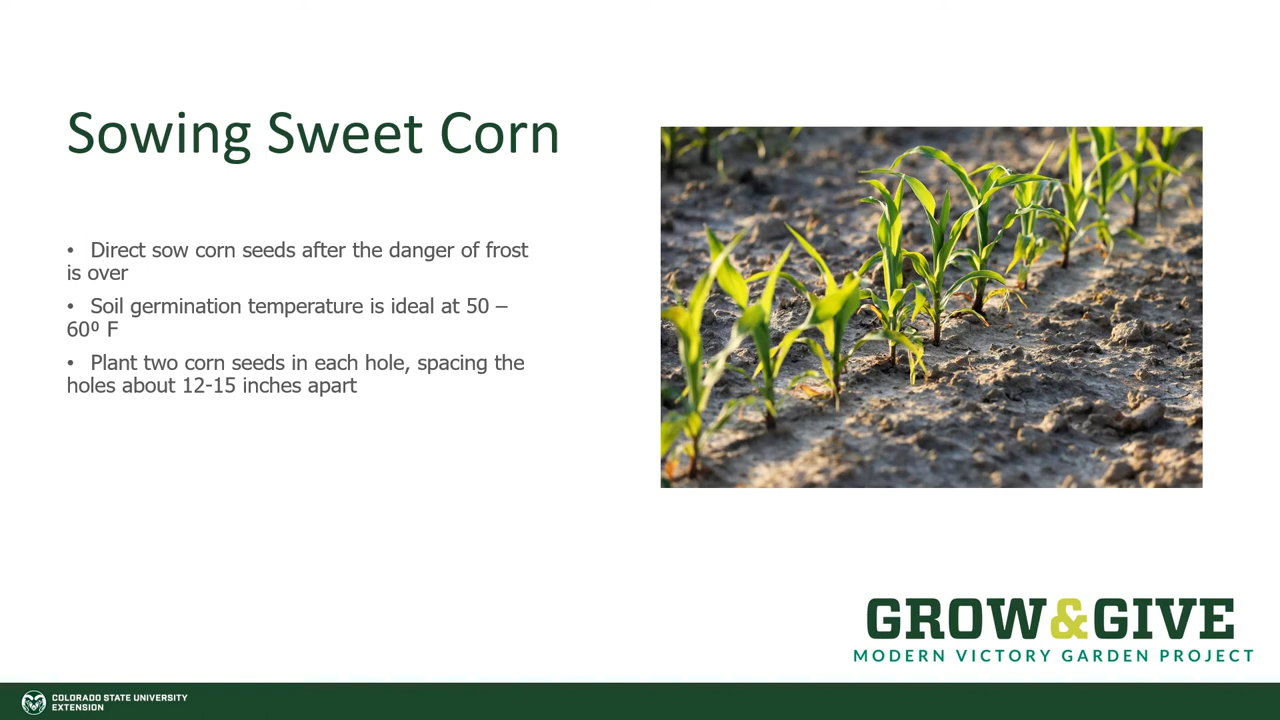 Sowing Sweet Corn
• Direct sow corn seeds after the danger of frost
is over
• Soil germination temperature is ideal at 50 –
60º F
• Plant two corn seeds in each hole, spacing the
holes about 12-15 inches apart
GROW&GIVE
MODERN VICTORY GARDEN PROJECT
COLORADO STATE UNIVERSITY
EXTENSION